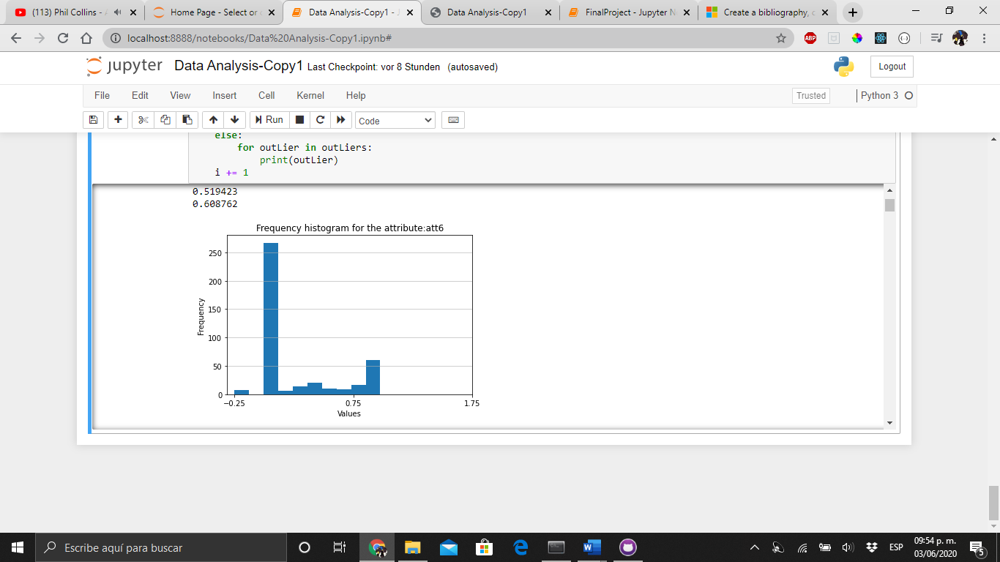 (113) Phil Collins -
Home Page - Select or
Data Analysis-Copy1 -
Data Analysis-Copy1
FinalProject - Jupyter N
Create a bibliography,
localhost:8888/notebooks/Data%20Analysis-Copy1.ipynb#
ABP
jupyter Data Analysis-Copy1 Last Checkpoint: vor 8 Stunden (autosaved)
Logout
File Edit View Insert Cell Kernel Help
Trusted
Python 3
Run
Code
else:
for outLier in outLiers:
print(outLier)
i += 1
0.519423
0.608762
Frequency histogram for the attribute:att6
250
200
150
100
50
0
Frequency
−0.25 0.75 1.75
Values
Escribe aquí para buscar
ESP
09:54 p. m.
03/06/2020
5